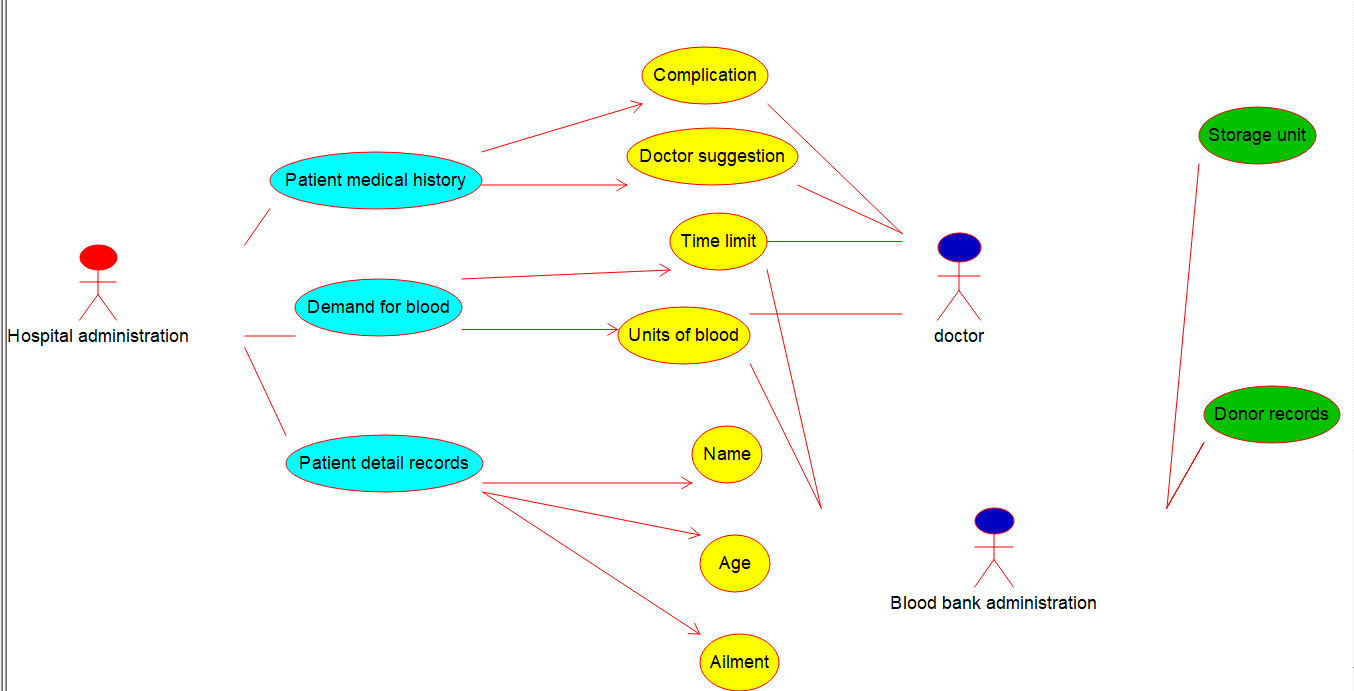 Complication
Storage unit
Doctor suggestion
Patient medical history
Time limit
Demand for blood
Units of blood
Hospital administration
doctor
Donor records
Name
Patient detail records
Age
Blood bank administration
Ailment